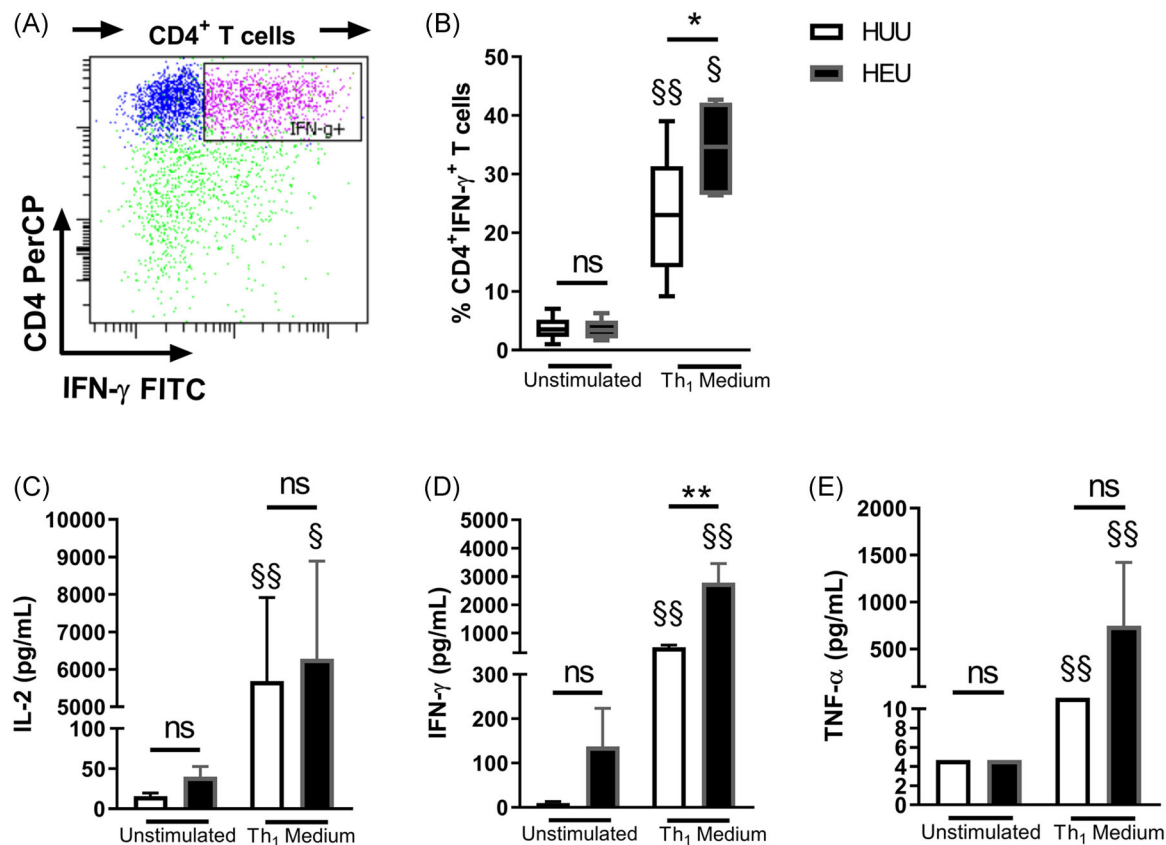 (A)
CD4+ T cells
CD4 PerCP
IFN-g+
IFN-γ FITC
(B)
% CD4+IFN-γ+ T cells
50
40
30
20
10
0
ns
§§
§
*
Unstimulated
Th1 Medium
HUU
HEU
(C)
IL-2 (pg/mL)
10000
9000
8000
7000
6000
5000
100
50
0
ns
ns
§§
§
Unstimulated
Th1 Medium
(D)
IFN-γ (pg/mL)
5000
4000
3000
2000
1000
300
200
100
0
ns
**
§§
§§
Unstimulated
Th1 Medium
(E)
TNF-α (pg/mL)
2000
1500
1000
500
10
8
6
4
2
0
ns
ns
§§
§§
Unstimulated
Th1 Medium